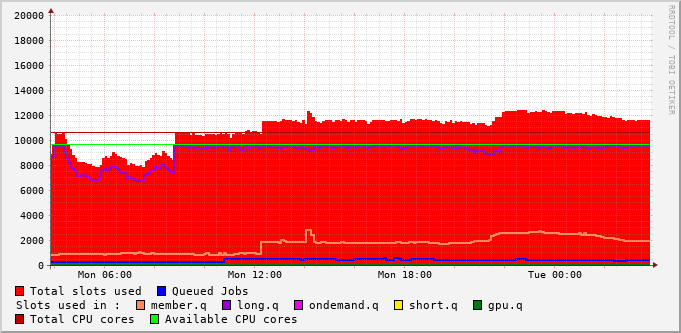 20000
18000
16000
14000
12000
10000
8000
6000
4000
2000
0
Mon 06:00 Mon 12:00 Mon 18:00 Tue 00:00
Total slots used Queued Jobs
Slots used in : member.q long.q ondemand.q short.q gpu.q
Total CPU cores Available CPU cores
RRDTOOL / TOBI OETIKER